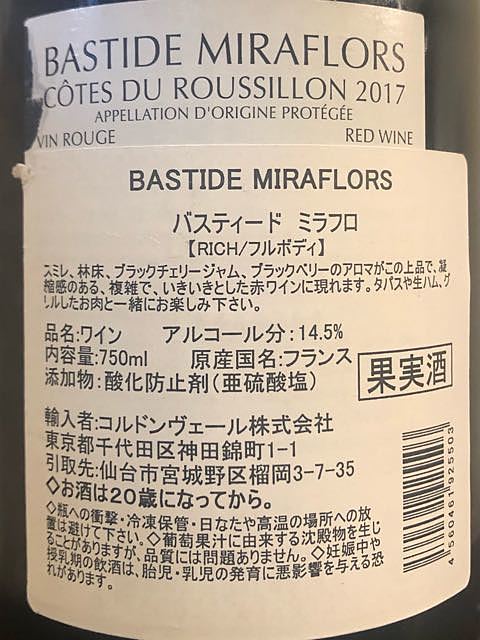 BASTIDE MIRAFLORS
CÔTES DU ROUSSILLON 2017
APPELLATION D'ORIGINE PROTÉGÉE
VIN ROUGE RED WINE
BASTIDE MIRAFLORS
バスティード ミラフロ
【RICH/フルボディ】
スミレ、林床、ブラックチェリージャム、ブラックベリーのアロマがこの上品で、凝
縮感のある、複雑で、いきいきとした赤ワインに現れます。タパスや生ハム、グ
リルしたお肉と一緒にお楽しみ下さい。
品名:ワイン アルコール分:14.5%
内容量:750ml 原産国名:フランス
添加物:酸化防止剤(亜硫酸塩)
果実酒
輸入者:コルドンヴェール株式会社
東京都千代田区神田錦町1-1
引取先:仙台市宮城野区榴岡3-7-35
◇お酒は20歳になってから。
◇瓶への衝撃・冷凍保管・日なたや高温の場所への放
置は避けて下さい。◇葡萄果汁に由来する沈殿物を生じ
ることがありますが、品質には問題ありません。◇妊娠中や
授乳期の飲酒は、胎児・乳児の発育に悪影響を与える恐
れがあります。
4560461925503